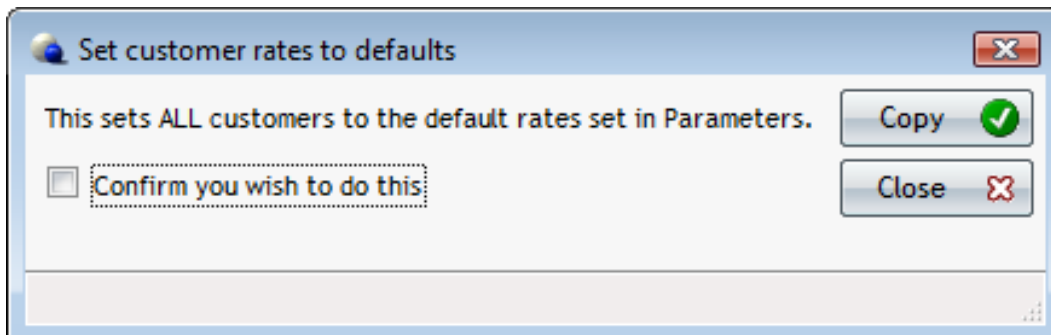 Set customer rates to defaults
This sets ALL customers to the default rates set in Parameters.
Copy
Confirm you wish to do this
Close